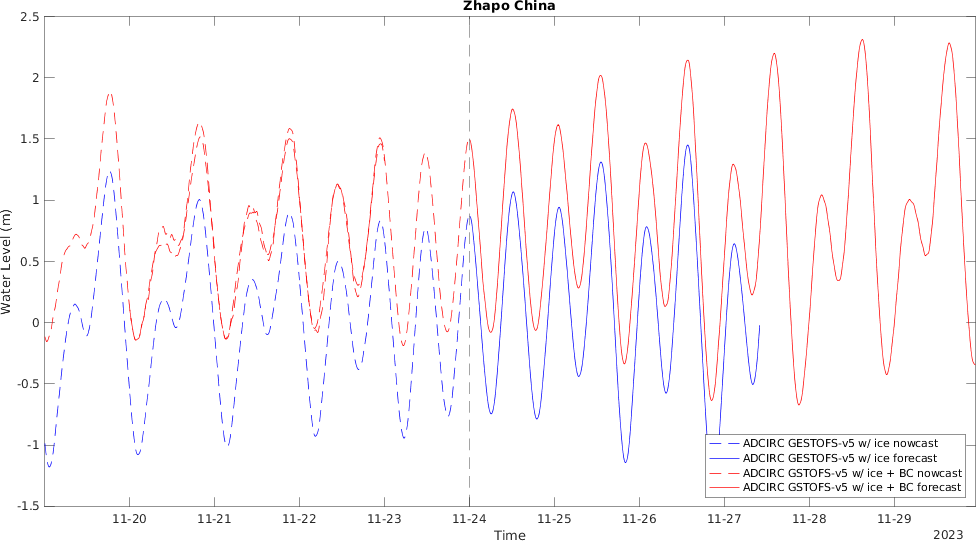 Zhapo China
2.5
2
1.5
1
0.5
0
-0.5
-1
-1.5
Water Level (m)
11-20 11-21 11-22 11-23 11-24 11-25 11-26 11-27 11-28 11-29
Time
2023
ADCIRC GESTOFS-v5 w/ ice nowcast
ADCIRC GESTOFS-v5 w/ ice forecast
ADCIRC GSTOFS-v5 w/ ice + BC nowcast
ADCIRC GSTOFS-v5 w/ ice + BC forecast